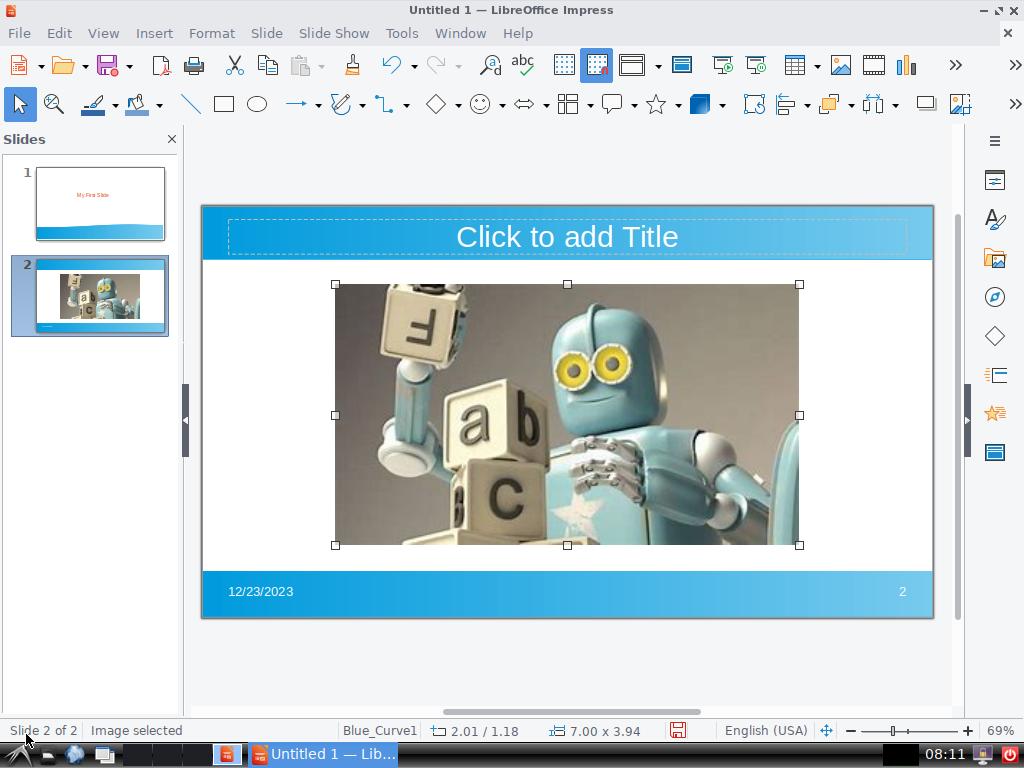 Untitled 1 — LibreOffice Impress
File Edit View Insert Format Slide Slide Show Tools Window Help
abc
Slides
1
My First Slide
2
Click to add Title
F
a b
B C
12/23/2023 2
Slide 2 of 2 Image selected Blue_Curve1 2.01 / 1.18 7.00 x 3.94 English (USA) 69%
Untitled 1 — Lib... 08:11